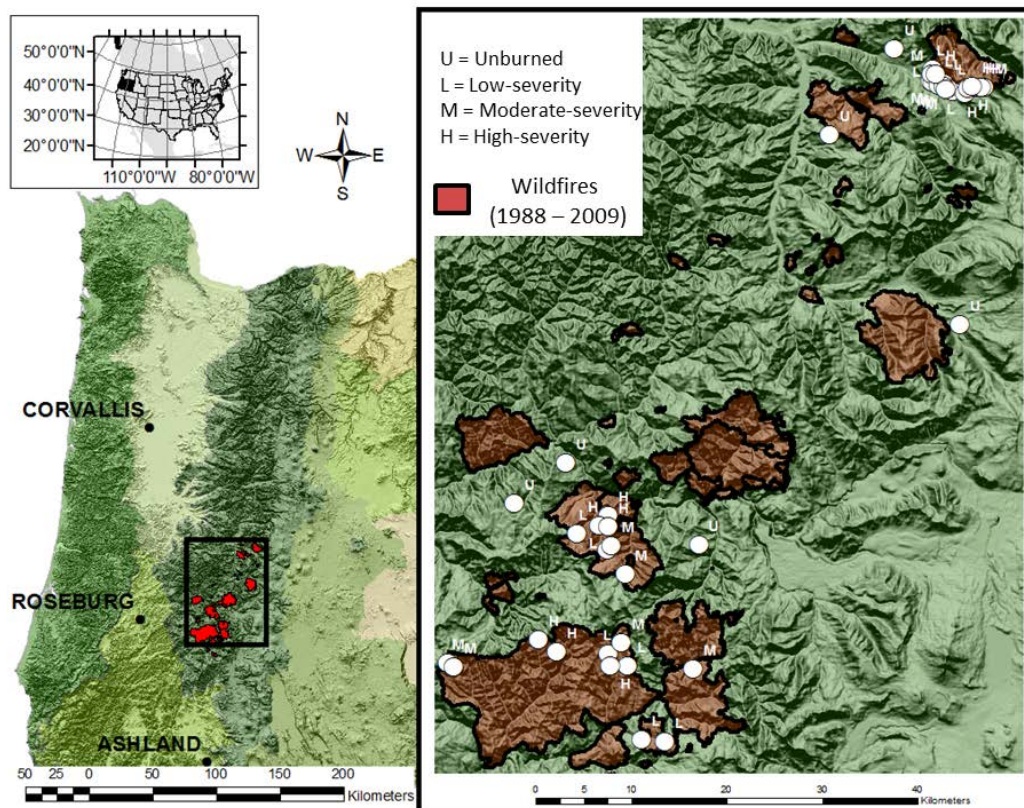 50°0'0"N
40°0'0"N
30°0'0"N
20°0'0"N
110°0'0"W 80°0'0"W
N
W E
S
U = Unburned
L = Low-severity
M = Moderate-severity
H = High-severity
Wildfires
(1988 – 2009)
CORVALLIS
ROSEBURG
ASHLAND
50 25 0 50 100 150 200
Kilometers
U
M
L
H
L
L
L
H
M
L
H
H
U
U
U
U
U
H
H
H
L
M
L
M
H
H
L
M
L
H
M
M
M
L
L
0 10 20 30 40
Kilometers